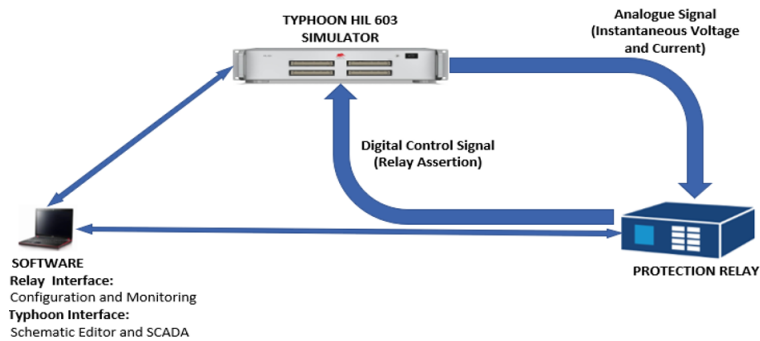 TYPHOON HIL 603
SIMULATOR
Analogue Signal
(Instantaneous Voltage
and Current)
Digital Control Signal
(Relay Assertion)
SOFTWARE
Relay Interface:
Configuration and Monitoring
Typhoon Interface:
Schematic Editor and SCADA
PROTECTION RELAY